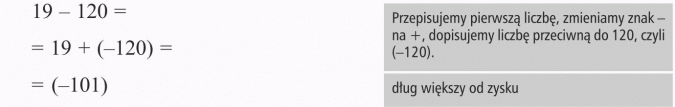 19 – 120 =
= 19 + (–120) =
= (–101)
Przepisujemy pierwszą liczbę, zmieniamy znak –
na +, dopisujemy liczbę przeciwną do 120, czyli
(–120).
dług większy od zysku